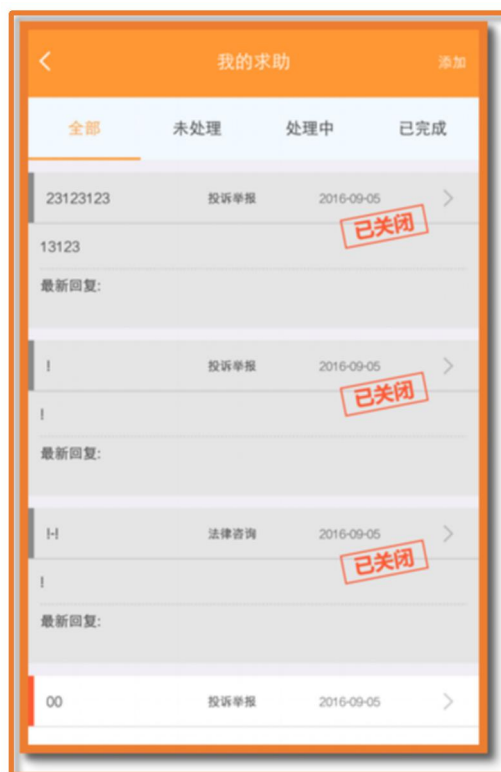 我的求助
添加
全部 未处理 处理中 已完成
23123123 投诉举报 2016-09-05
已关闭
13123
最新回复:
! 投诉举报 2016-09-05
已关闭
!
最新回复:
!-! 法律咨询 2016-09-05
已关闭
!
最新回复:
00 投诉举报 2016-09-05